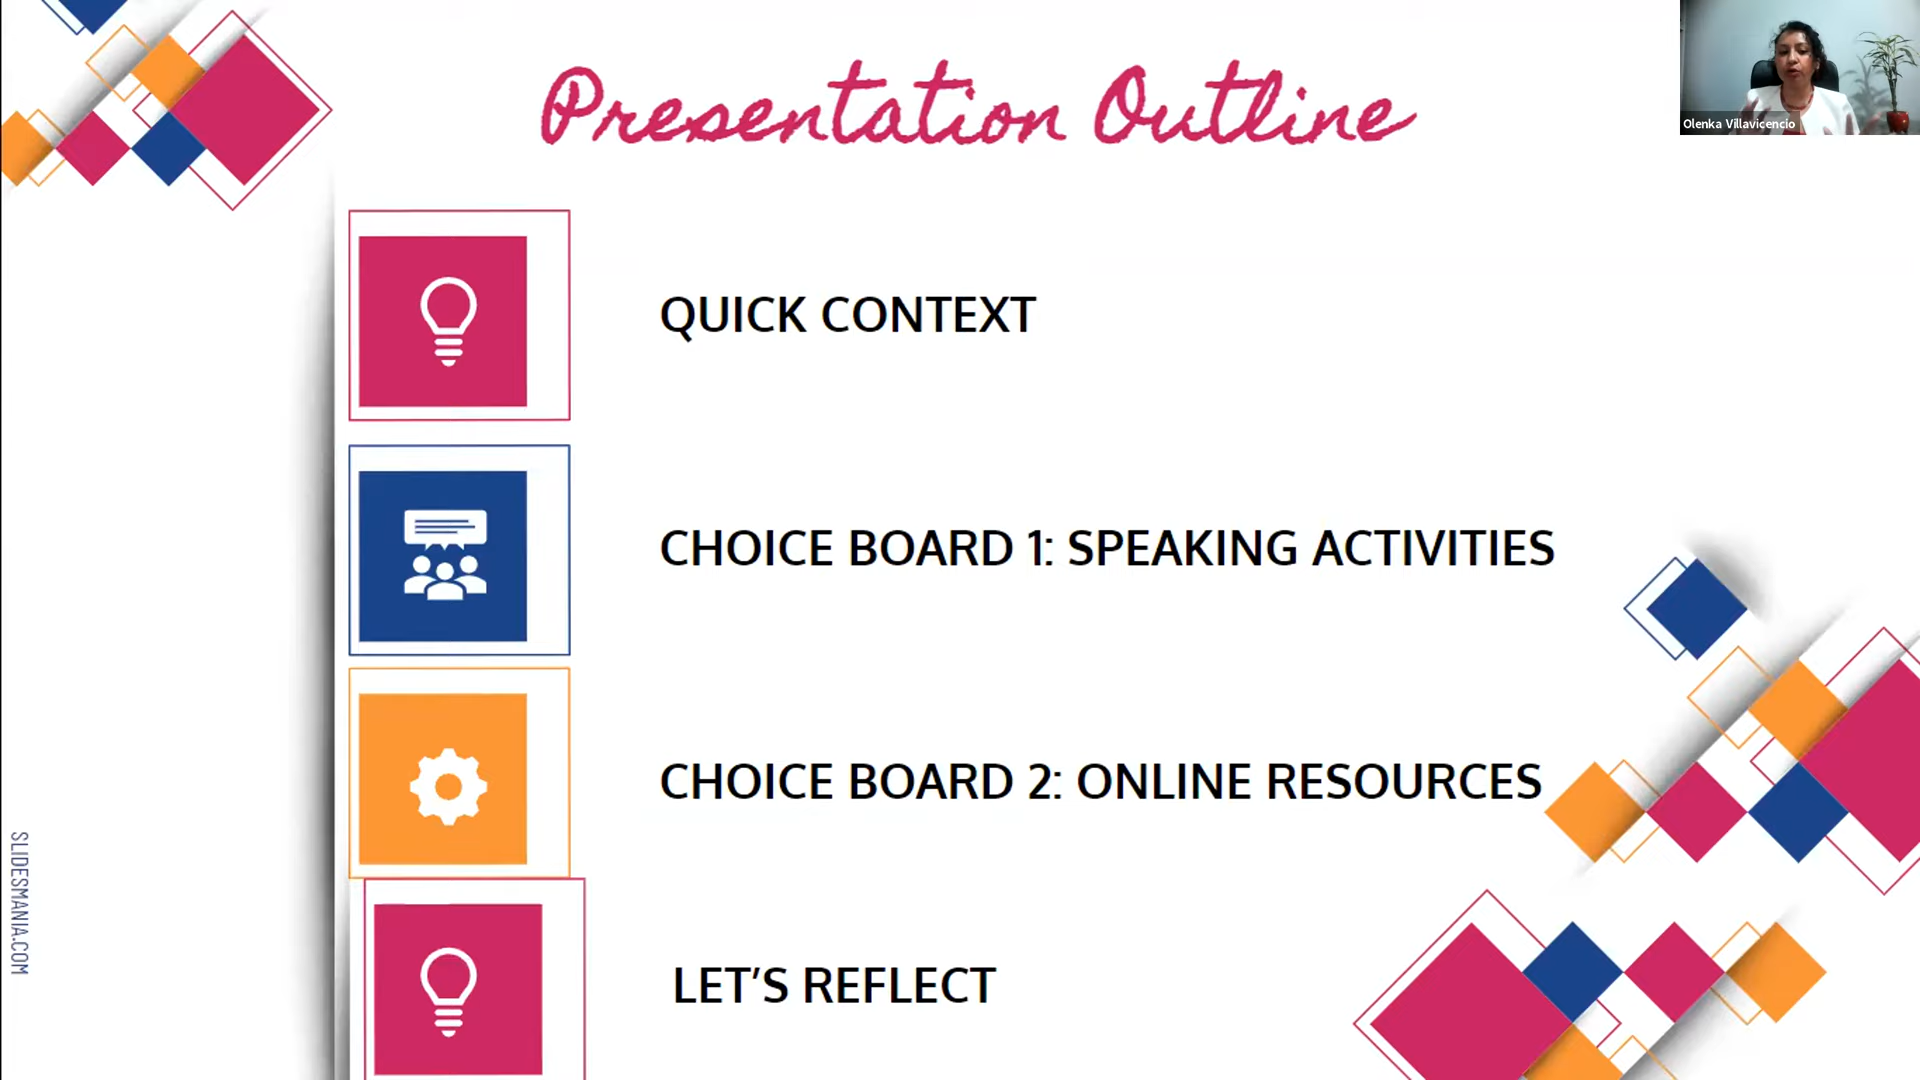 Presentation Outline
Olenka Villavicencio
QUICK CONTEXT
CHOICE BOARD 1: SPEAKING ACTIVITIES
CHOICE BOARD 2: ONLINE RESOURCES
LET’S REFLECT
SLIDESMANIA.COM